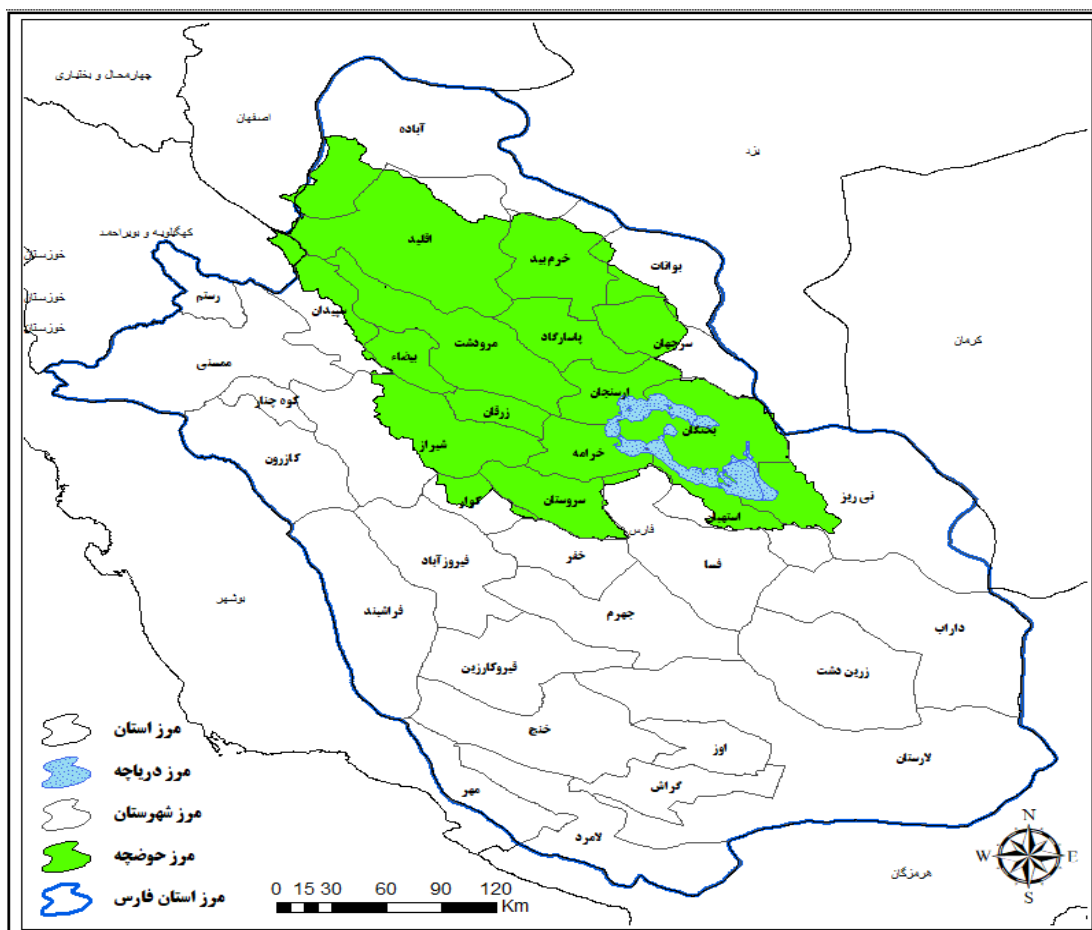 چهارمحال و بختیاری
اصفهان
آباده
یزد
کهگیلویه و بویراحمد
خوزستان
خوزستان
خوزستان
اقلید
خرم‌بید
بوانات
رستم
سپیدان
پاسارگاد
سرچهان
کرمان
ممسنی
بیضاء
مرودشت
کوه چنار
زرقان
ارسنجان
بختگان
شیراز
خرامه
کازرون
کوار
سروستان
استهبان
نی ریز
فارس
بوشهر
فیروزآباد
خفر
فسا
فراشبند
جهرم
داراب
قیروکارزین
زرین دشت
خنج
اوز
لارستان
گراش
مهر
لامرد
هرمزگان
مرز استان
مرز دریاچه
مرز شهرستان
مرز حوضچه
مرز استان فارس
0 15 30 60 90 120
Km
N
W E
S